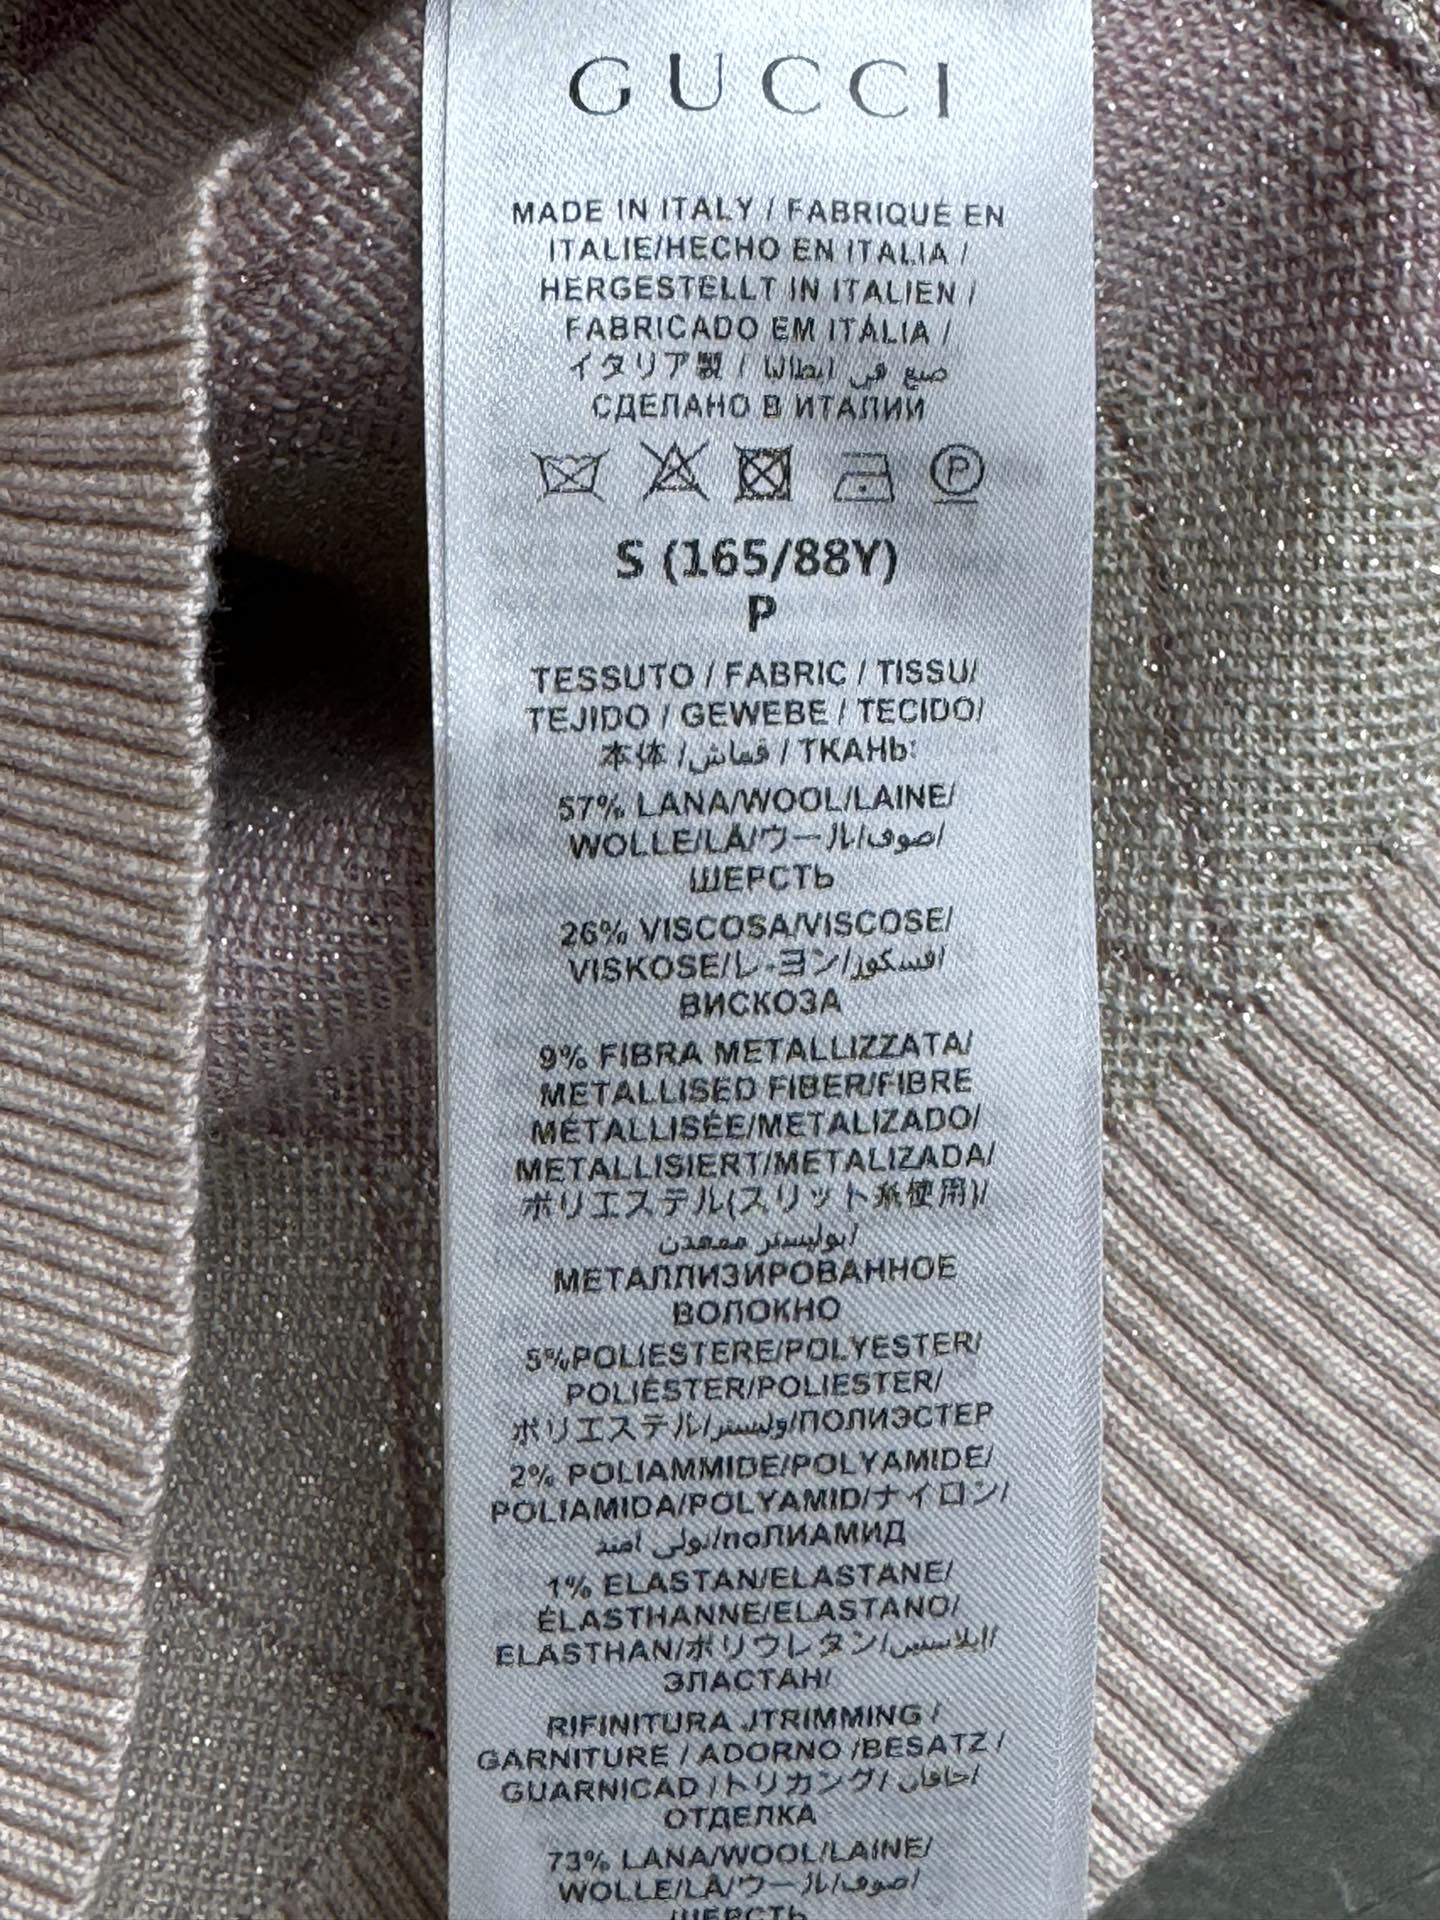 GUCCI
MADE IN ITALY / FABRIQUÉ EN
ITALIE/HECHO EN ITALIA /
HERGESTELLT IN ITALIEN /
FABRICADO EM ITÁLIA /
イタリア製 / صنع في ايطاليا
СДЕЛАНО В ИТАЛИИ
P
S (165/88Y)
P
TESSUTO / FABRIC / TISSU/
TEJIDO / GEWEBE / TECIDO/
本体 / قماش / ТКАНЬ:
57% LANA/WOOL/LAINE/
WOLLE/LÃ/ウール/صوف/
ШЕРСТЬ
26% VISCOSA/VISCOSE/
VISKOSE/レーヨン/فسكوز/
ВИСКОЗА
9% FIBRA METALLIZZATA/
METALLISED FIBER/FIBRE
MÉTALLISÉE/METALIZADO/
METALLISIERT/METALIZADA/
ポリエステル(スリット糸使用)/
بوليستر ممعدن/
МЕТАЛЛИЗИРОВАННОЕ
ВОЛОКНО
5%POLIESTERE/POLYESTER/
POLIÉSTER/POLIESTER/
ポリエステル/وليستر/ПОЛИЭСТЕР
2% POLIAMMIDE/POLYAMIDE/
POLIAMIDA/POLYAMID/ナイロン/
بولي اميد/поЛИАМИД
1% ELASTAN/ELASTANE/
ÉLASTHANNE/ELASTANO/
ELASTHAN/ポリウレタン/ايلاستين/
ЭЛАСТАН/
RIFINITURA /TRIMMING /
GARNITURE / ADORNO /BESATZ /
GUARNICAD / トリカング/ حافان/
ОТДЕЛКА
73% LANA/WOOL/LAINE/
WOLLE/LÃ/ウール/صوف/
ШЕРСТЬ